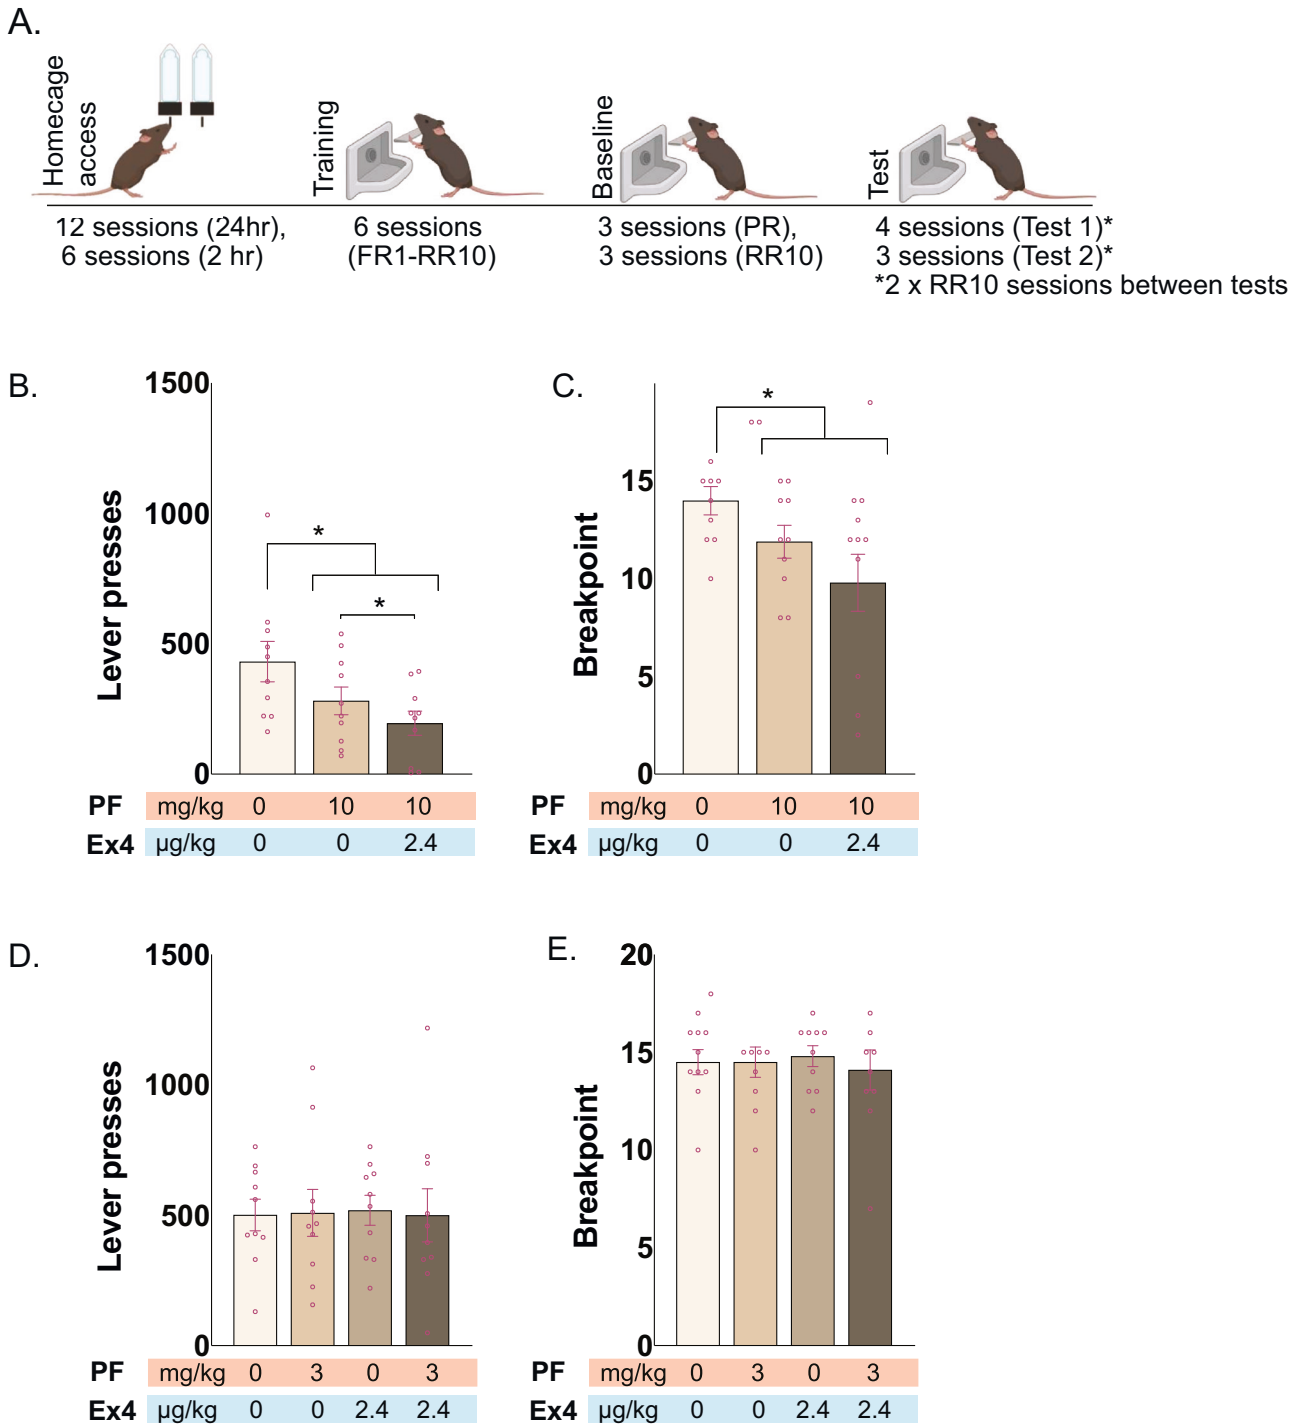 A.
Homecage
access
Training
Baseline
Test
12 sessions (24hr),
6 sessions (2 hr)
6 sessions
(FR1-RR10)
3 sessions (PR),
3 sessions (RR10)
4 sessions (Test 1)*
3 sessions (Test 2)*
*2 x RR10 sessions between tests
B.
Lever presses
1500
1000
500
0
*
*
PF mg/kg 0 10 10
Ex4 µg/kg 0 0 2.4
C.
Breakpoint
15
10
5
0
*
PF mg/kg 0 10 10
Ex4 µg/kg 0 0 2.4
D.
Lever presses
1500
1000
500
0
PF mg/kg 0 3 0 3
Ex4 µg/kg 0 0 2.4 2.4
E.
Breakpoint
20
15
10
5
0
PF mg/kg 0 3 0 3
Ex4 µg/kg 0 0 2.4 2.4